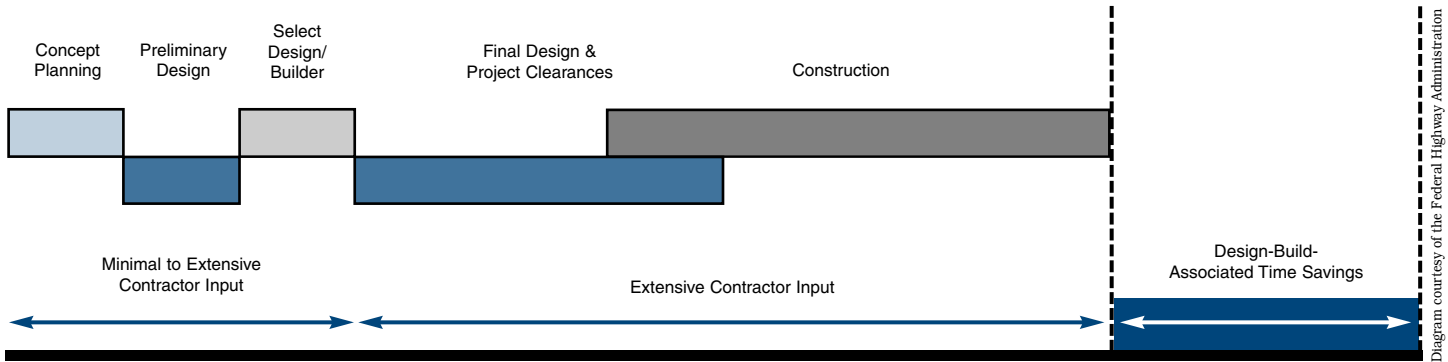 Concept
Planning
Preliminary
Design
Select
Design/
Builder
Final Design &
Project Clearances
Construction
Minimal to Extensive
Contractor Input
Extensive Contractor Input
Design-Build-
Associated Time Savings
Diagram courtesy of the Federal Highway Administration